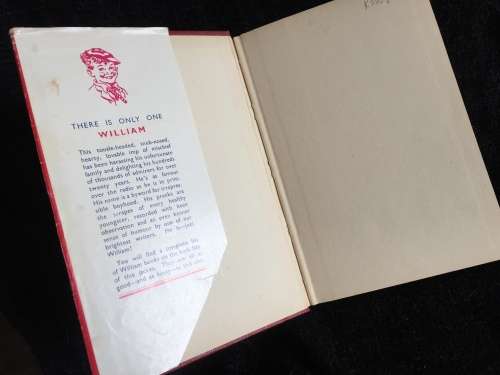 THERE IS ONLY ONE
WILLIAM
This tousle-headed, snub-nosed,
hearty, lovable imp of mischief
has been harassing his unfortunate
family and delighting his hundreds
of thousands of admirers for over
twenty years. He's as famous
over the radio as he is in print.
His name is a byword for irrepres-
sible boyhood. His pranks are
the scrapes of every healthy
youngster, recorded with keen
observation and an even keener
sense of humour by one of our
brightest writers.
William!
You will find a complete list
of William books on the back flap
of this jacket. They are all as
good—and as funny—as this one.